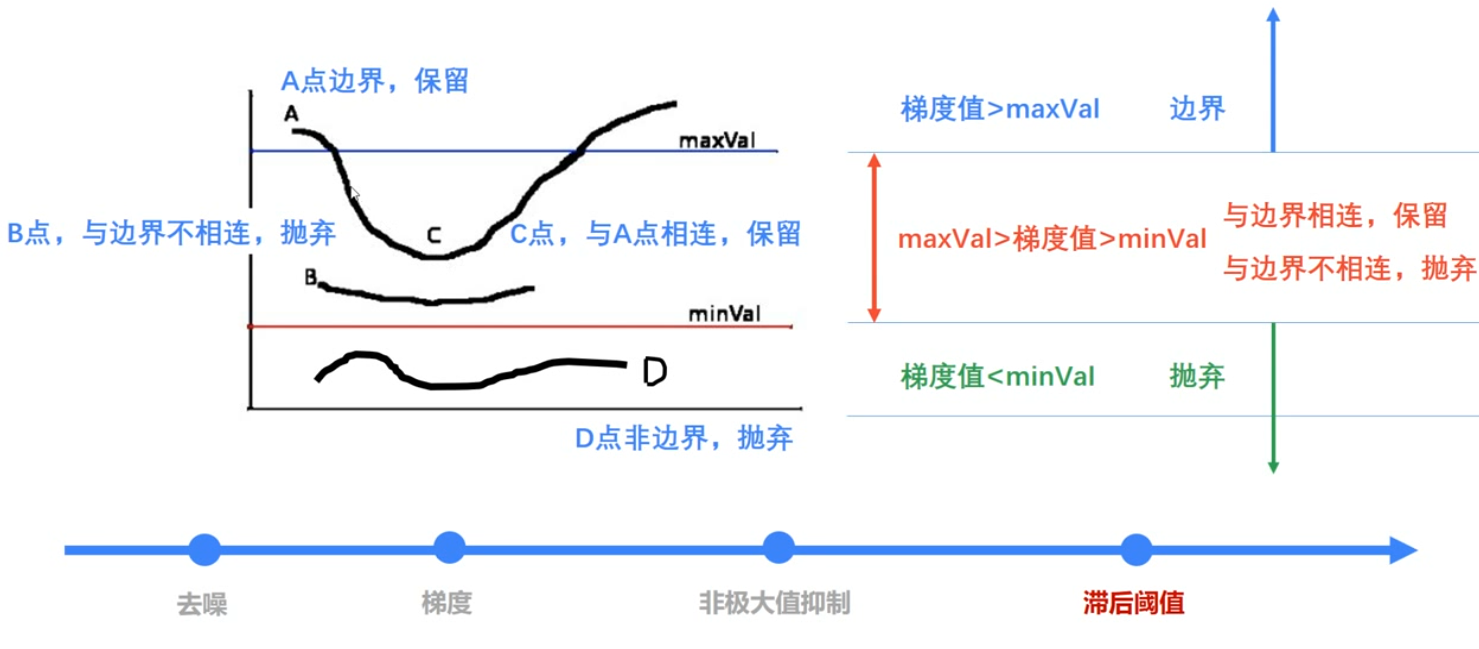 A点边界，保留
A
maxVal
B点，与边界不相连，抛弃
C
C点，与A点相连，保留
B
minVal
D
D点非边界，抛弃
梯度值>maxVal 边界
maxVal>梯度值>minVal
与边界相连，保留
与边界不相连，抛弃
梯度值<minVal 抛弃
去噪
梯度
非极大值抑制
滞后阈值